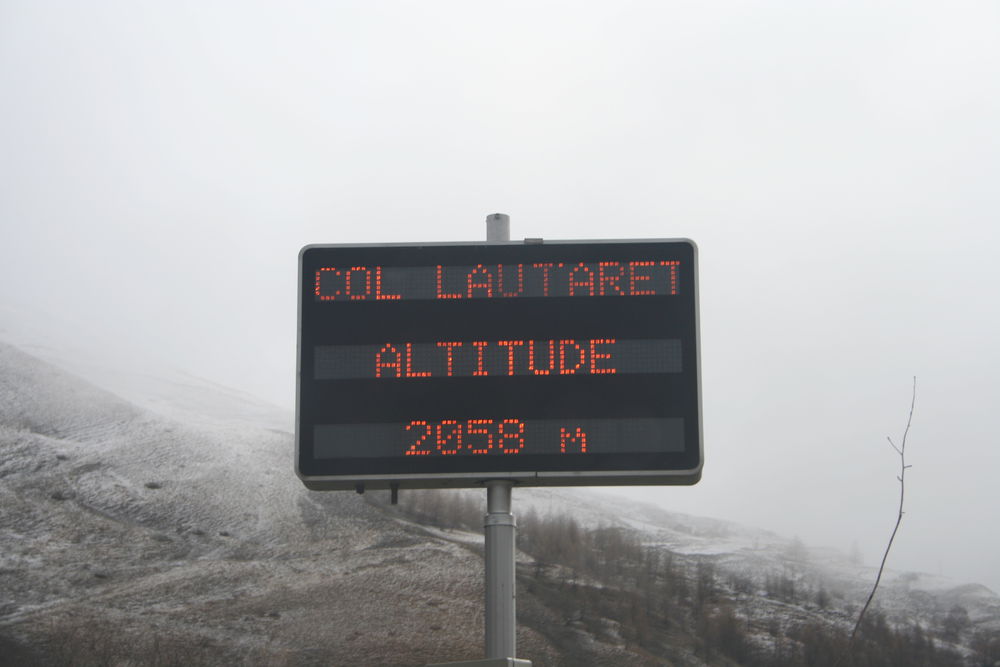 COL LAUTARET
ALTITUDE
2058 m